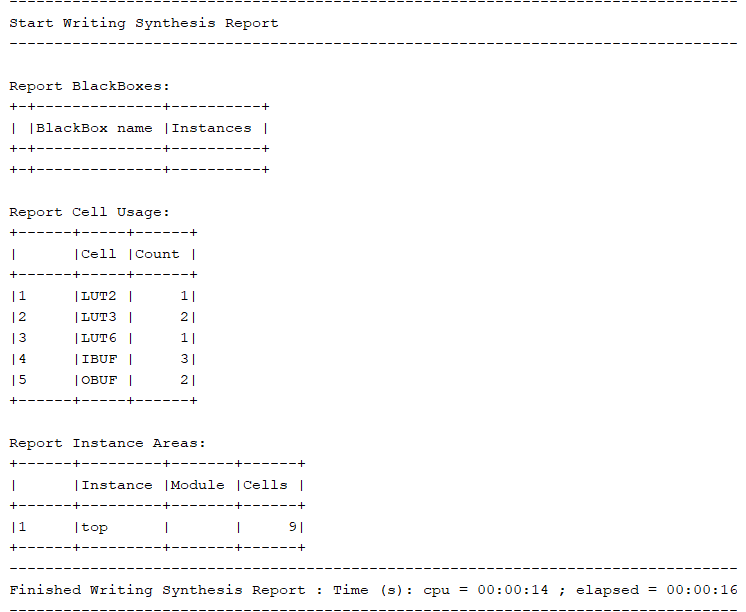 ---------------------------------------------------------------------------------
Start Writing Synthesis Report
---------------------------------------------------------------------------------

Report BlackBoxes:
+-+--------------+----------+
| |BlackBox name |Instances |
+-+--------------+----------+
+-+--------------+----------+

Report Cell Usage:
+------+-----+------+
|      |Cell |Count |
+------+-----+------+
|1     |LUT2 |     1|
|2     |LUT3 |     2|
|3     |LUT6 |     1|
|4     |IBUF |     3|
|5     |OBUF |     2|
+------+-----+------+

Report Instance Areas:
+------+---------+-------+------+
|      |Instance |Module |Cells |
+------+---------+-------+------+
|1     |top      |       |     9|
+------+---------+-------+------+
---------------------------------------------------------------------------------
Finished Writing Synthesis Report : Time (s): cpu = 00:00:14 ; elapsed = 00:00:16
---------------------------------------------------------------------------------